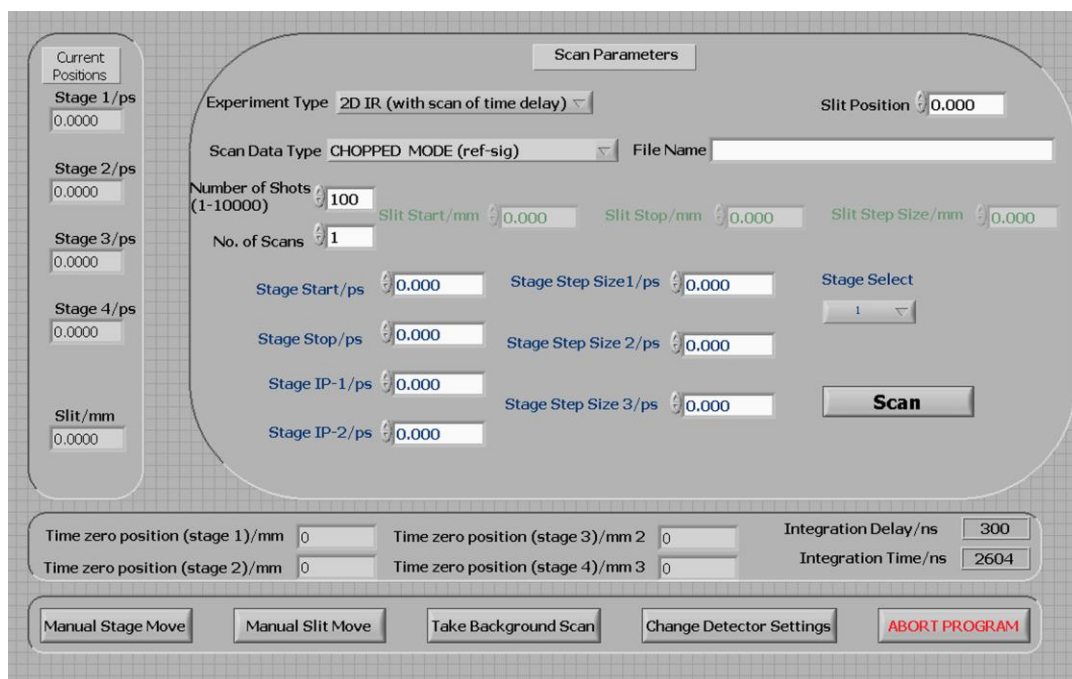 Current
Positions
Stage 1/ps
0.0000
Stage 2/ps
0.0000
Stage 3/ps
0.0000
Stage 4/ps
0.0000
Slit/mm
0.0000
Scan Parameters
Experiment Type 2D IR (with scan of time delay)
Slit Position 0.000
Scan Data Type CHOPPED MODE (ref-sig)
File Name
Number of Shots
(1-10000) 100
Slit Start/mm 0.000 Slit Stop/mm 0.000 Slit Step Size/mm 0.000
No. of Scans 1
Stage Start/ps 0.000 Stage Step Size1/ps 0.000 Stage Select
1
Stage Stop/ps 0.000 Stage Step Size 2/ps 0.000
Stage IP-1/ps 0.000
Stage Step Size 3/ps 0.000 Scan
Stage IP-2/ps 0.000
Time zero position (stage 1)/mm 0 Time zero position (stage 3)/mm 2 0 Integration Delay/ns 300
Time zero position (stage 2)/mm 0 Time zero position (stage 4)/mm 3 0 Integration Time/ns 2604
Manual Stage Move Manual Slit Move Take Background Scan Change Detector Settings ABORT PROGRAM